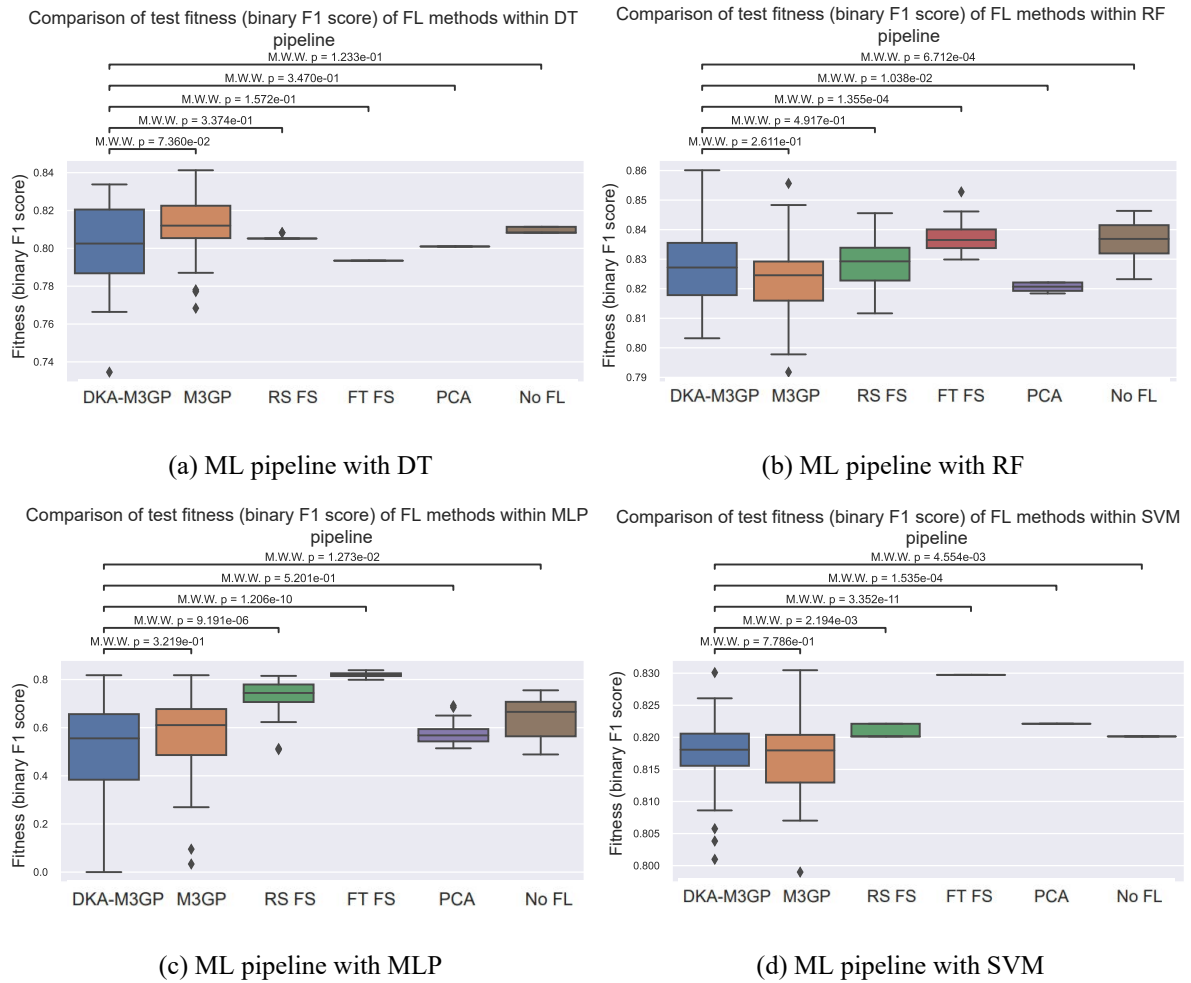 Comparison of test fitness (binary F1 score) of FL methods within DT
pipeline
M.W.W. p = 1.233e-01
M.W.W. p = 3.470e-01
M.W.W. p = 1.572e-01
M.W.W. p = 3.374e-01
M.W.W. p = 7.360e-02
Fitness (binary F1 score)
0.84
0.82
0.80
0.78
0.76
0.74
DKA-M3GP M3GP RS FS FT FS PCA No FL
(a) ML pipeline with DT
Comparison of test fitness (binary F1 score) of FL methods within RF
pipeline
M.W.W. p = 6.712e-04
M.W.W. p = 1.038e-02
M.W.W. p = 1.355e-04
M.W.W. p = 4.917e-01
M.W.W. p = 2.611e-01
Fitness (binary F1 score)
0.86
0.85
0.84
0.83
0.82
0.81
0.80
0.79
DKA-M3GP M3GP RS FS FT FS PCA No FL
(b) ML pipeline with RF
Comparison of test fitness (binary F1 score) of FL methods within MLP
pipeline
M.W.W. p = 1.273e-02
M.W.W. p = 5.201e-01
M.W.W. p = 1.206e-10
M.W.W. p = 9.191e-06
M.W.W. p = 3.219e-01
Fitness (binary F1 score)
0.8
0.6
0.4
0.2
0.0
DKA-M3GP M3GP RS FS FT FS PCA No FL
(c) ML pipeline with MLP
Comparison of test fitness (binary F1 score) of FL methods within SVM
pipeline
M.W.W. p = 4.554e-03
M.W.W. p = 1.535e-04
M.W.W. p = 3.352e-11
M.W.W. p = 2.194e-03
M.W.W. p = 7.786e-01
Fitness (binary F1 score)
0.830
0.825
0.820
0.815
0.810
0.805
0.800
DKA-M3GP M3GP RS FS FT FS PCA No FL
(d) ML pipeline with SVM